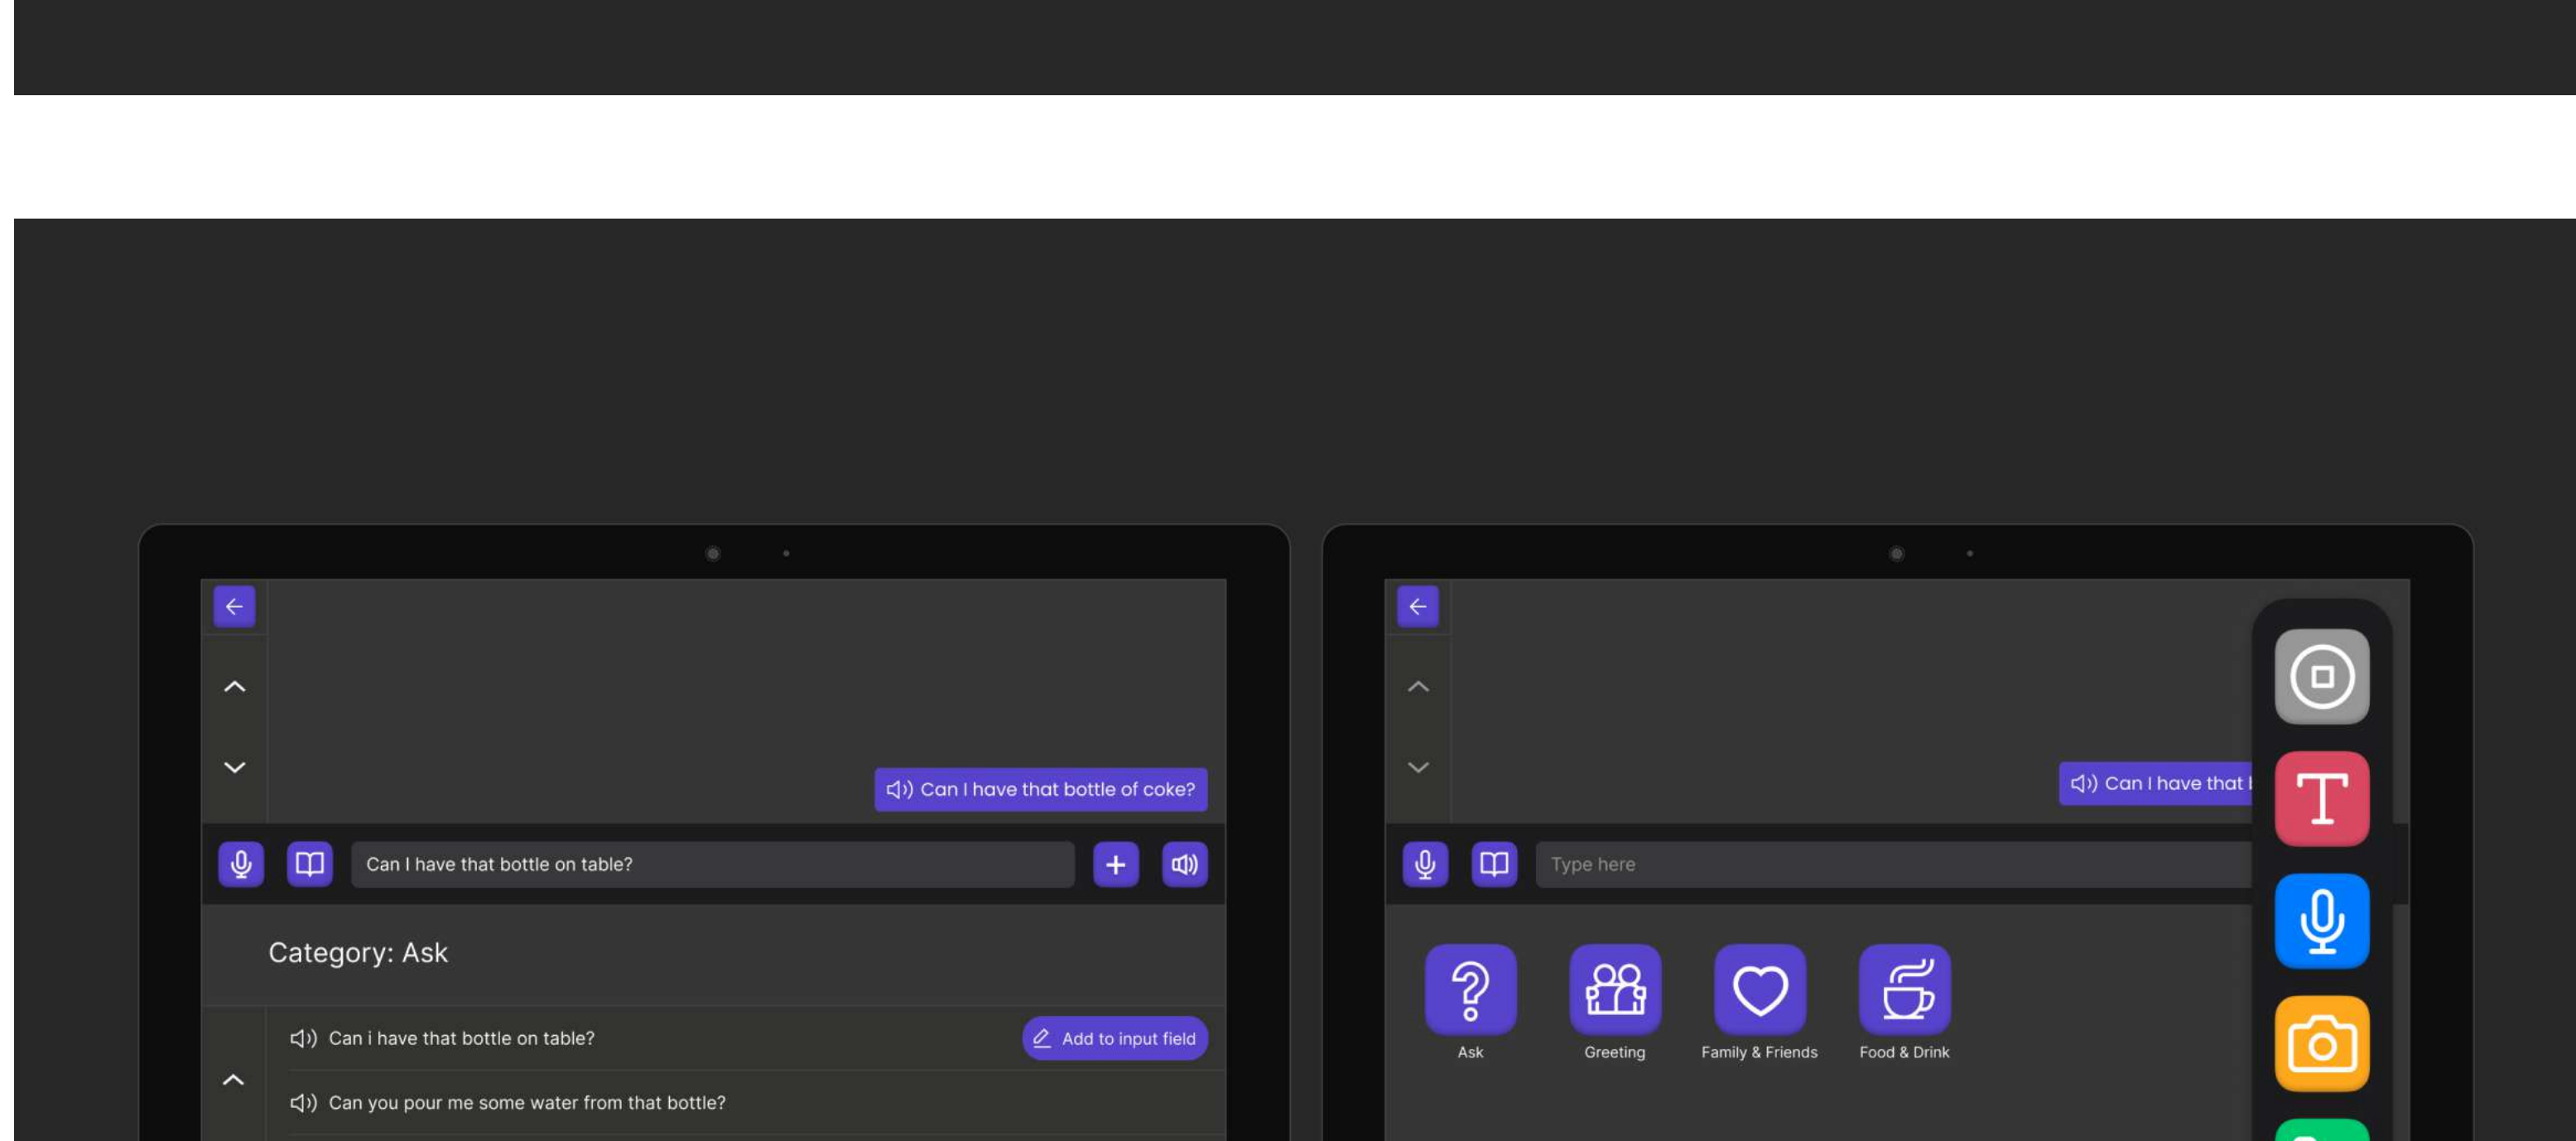 Can I have that bottle of coke?
Can I have that bottle on table?
Category: Ask
Can i have that bottle on table?
Add to input field
Can you pour me some water from that bottle?
Can I have that
Type here
T
Ask
Greeting
Family & Friends
Food & Drink